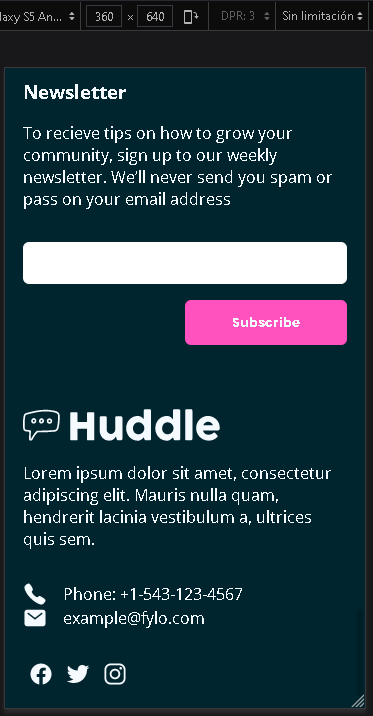 laxy S5 An...
360 × 640
DPR: 3
Sin limitación
Newsletter
To recieve tips on how to grow your
community, sign up to our weekly
newsletter. We’ll never send you spam or
pass on your email address
Subscribe
Huddle
Lorem ipsum dolor sit amet, consectetur
adipiscing elit. Mauris nulla quam,
hendrerit lacinia vestibulum a, ultrices
quis sem.
Phone: +1-543-123-4567
example@fylo.com